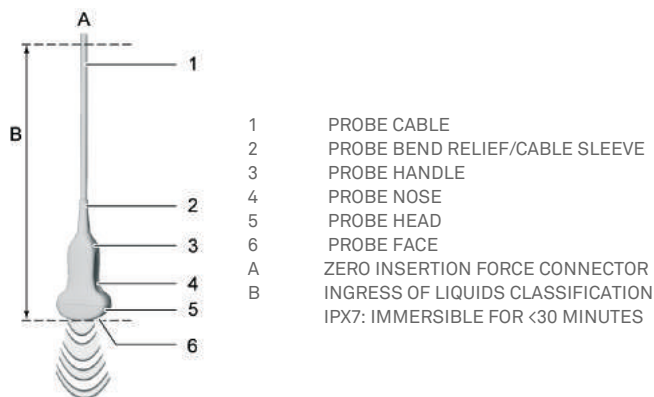 A
1
B
2
3
4
5
6
1 PROBE CABLE
2 PROBE BEND RELIEF/CABLE SLEEVE
3 PROBE HANDLE
4 PROBE NOSE
5 PROBE HEAD
6 PROBE FACE
A ZERO INSERTION FORCE CONNECTOR
B INGRESS OF LIQUIDS CLASSIFICATION
IPX7: IMMERSIBLE FOR <30 MINUTES